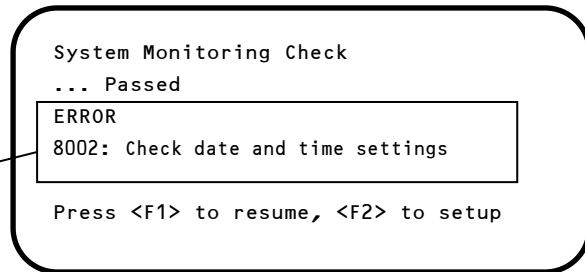 System Monitoring Check
... Passed
ERROR
8002: Check date and time settings
Press <F1> to resume, <F2> to setup